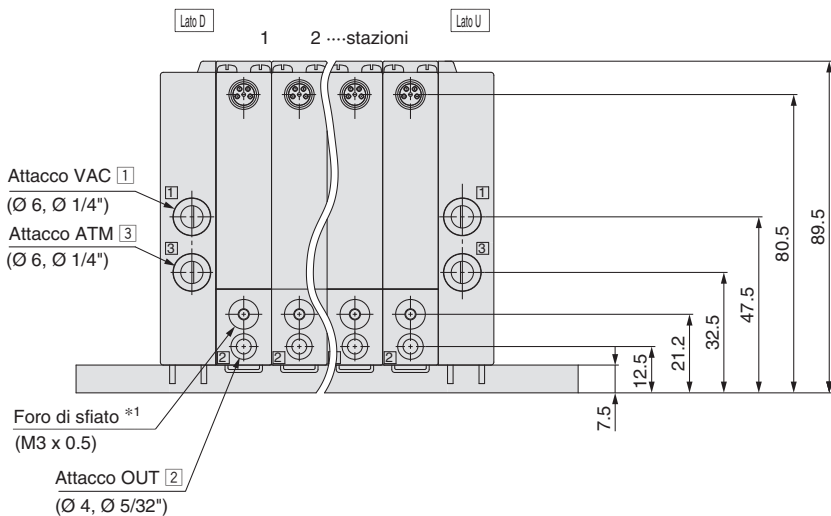 Lato D
Lato U
1 2 ····stazioni
Attacco VAC 1
(Ø 6, Ø 1/4")
Attacco ATM 3
(Ø 6, Ø 1/4")
1
3
1
3
2
2
2
Foro di sfiato *1
(M3 x 0.5)
Attacco OUT 2
(Ø 4, Ø 5/32")
7.5
12.5
21.2
32.5
47.5
80.5
89.5